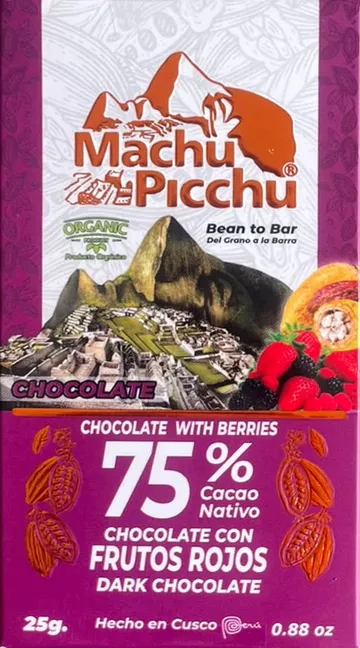 Machu
Picchu®
ORGANIC
PRODUCT
Producto Orgánico
Bean to Bar
Del Grano a la Barra
CHOCOLATE
CHOCOLATE WITH BERRIES
75%
Cacao
Nativo
CHOCOLATE CON
FRUTOS ROJOS
DARK CHOCOLATE
25g.
Hecho en Cusco
Perú
0.88 oz